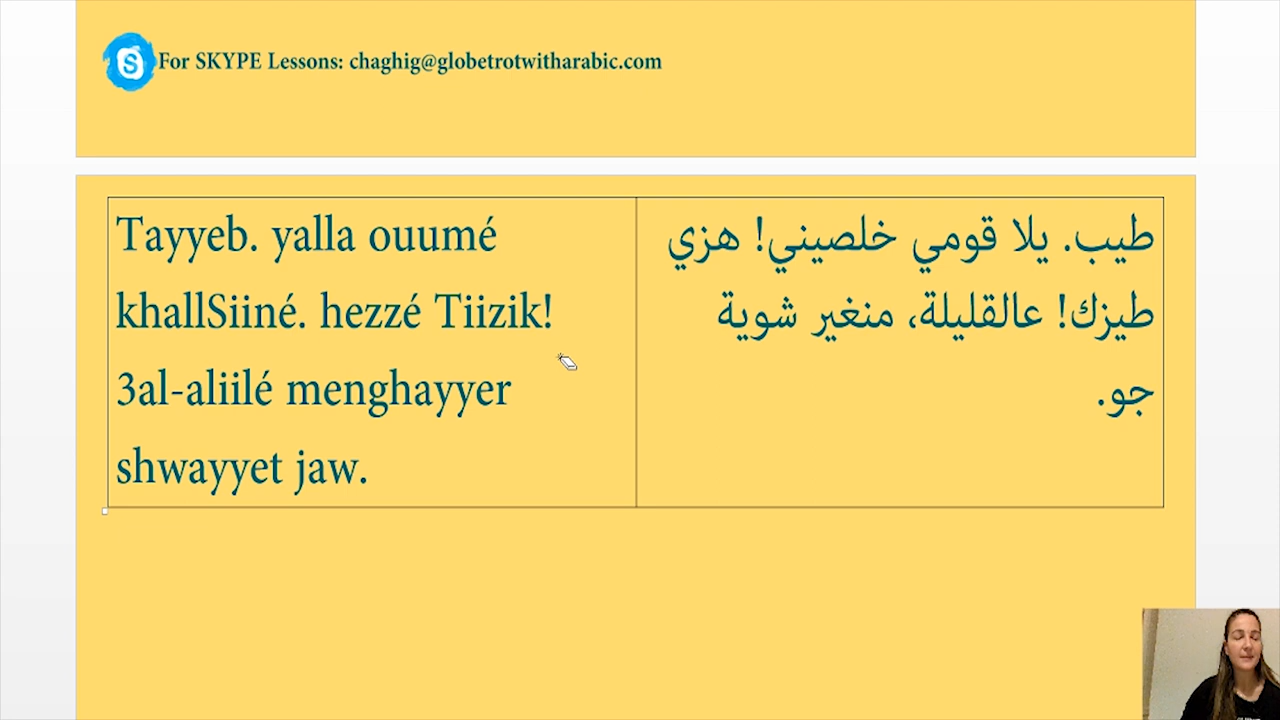 For SKYPE Lessons: chaghig@globetrotwitharabic.com
Tayyeb. yalla ouumé
khallSiiné. hezzé Tiizik!
3al-aliilé menghayyer
shwayyet jaw.
طيب. يلا قومي خلصيني! هزي
طيزك! عالقليلة، منغير شوية
جو.